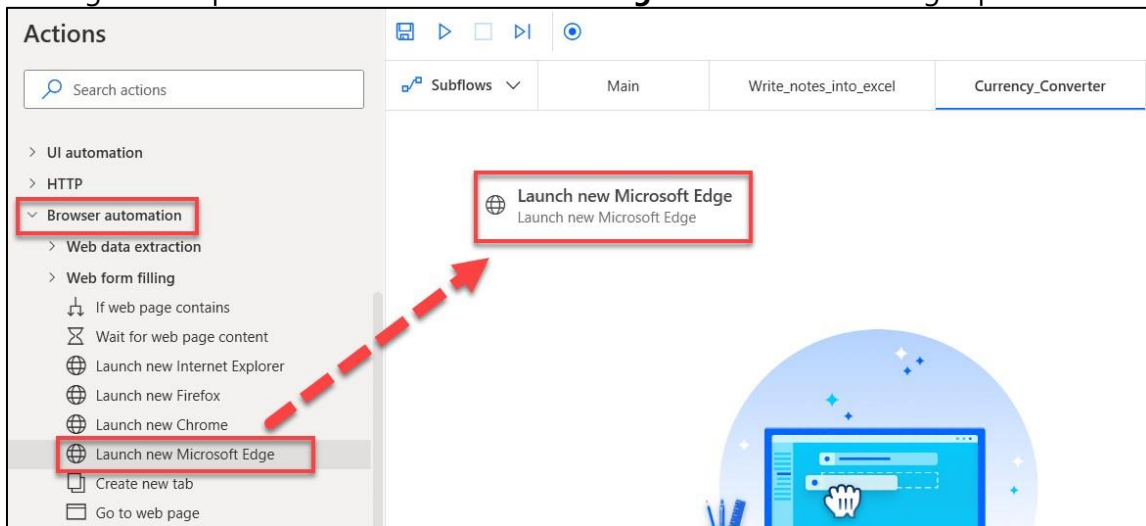 Actions
Search actions
UI automation
HTTP
Browser automation
Web data extraction
Web form filling
If web page contains
Wait for web page content
Launch new Internet Explorer
Launch new Firefox
Launch new Chrome
Launch new Microsoft Edge
Create new tab
Go to web page
Subflows
Main
Write_notes_into_excel
Currency_Converter
Launch new Microsoft Edge
Launch new Microsoft Edge